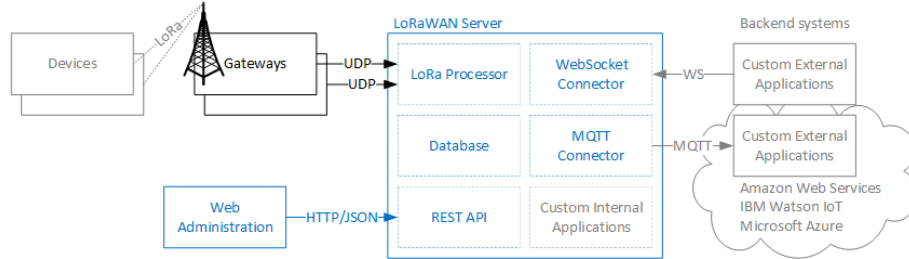 LoRaWAN Server
Backend systems
LoRa
Devices
Gateways
UDP
UDP
LoRa Processor
WebSocket
Connector
WS
Custom External
Applications
Database
MQTT
Connector
MQTT
Custom External
Applications
Amazon Web Services
IBM Watson IoT
Microsoft Azure
Web
Administration
HTTP/JSON
REST API
Custom Internal
Applications